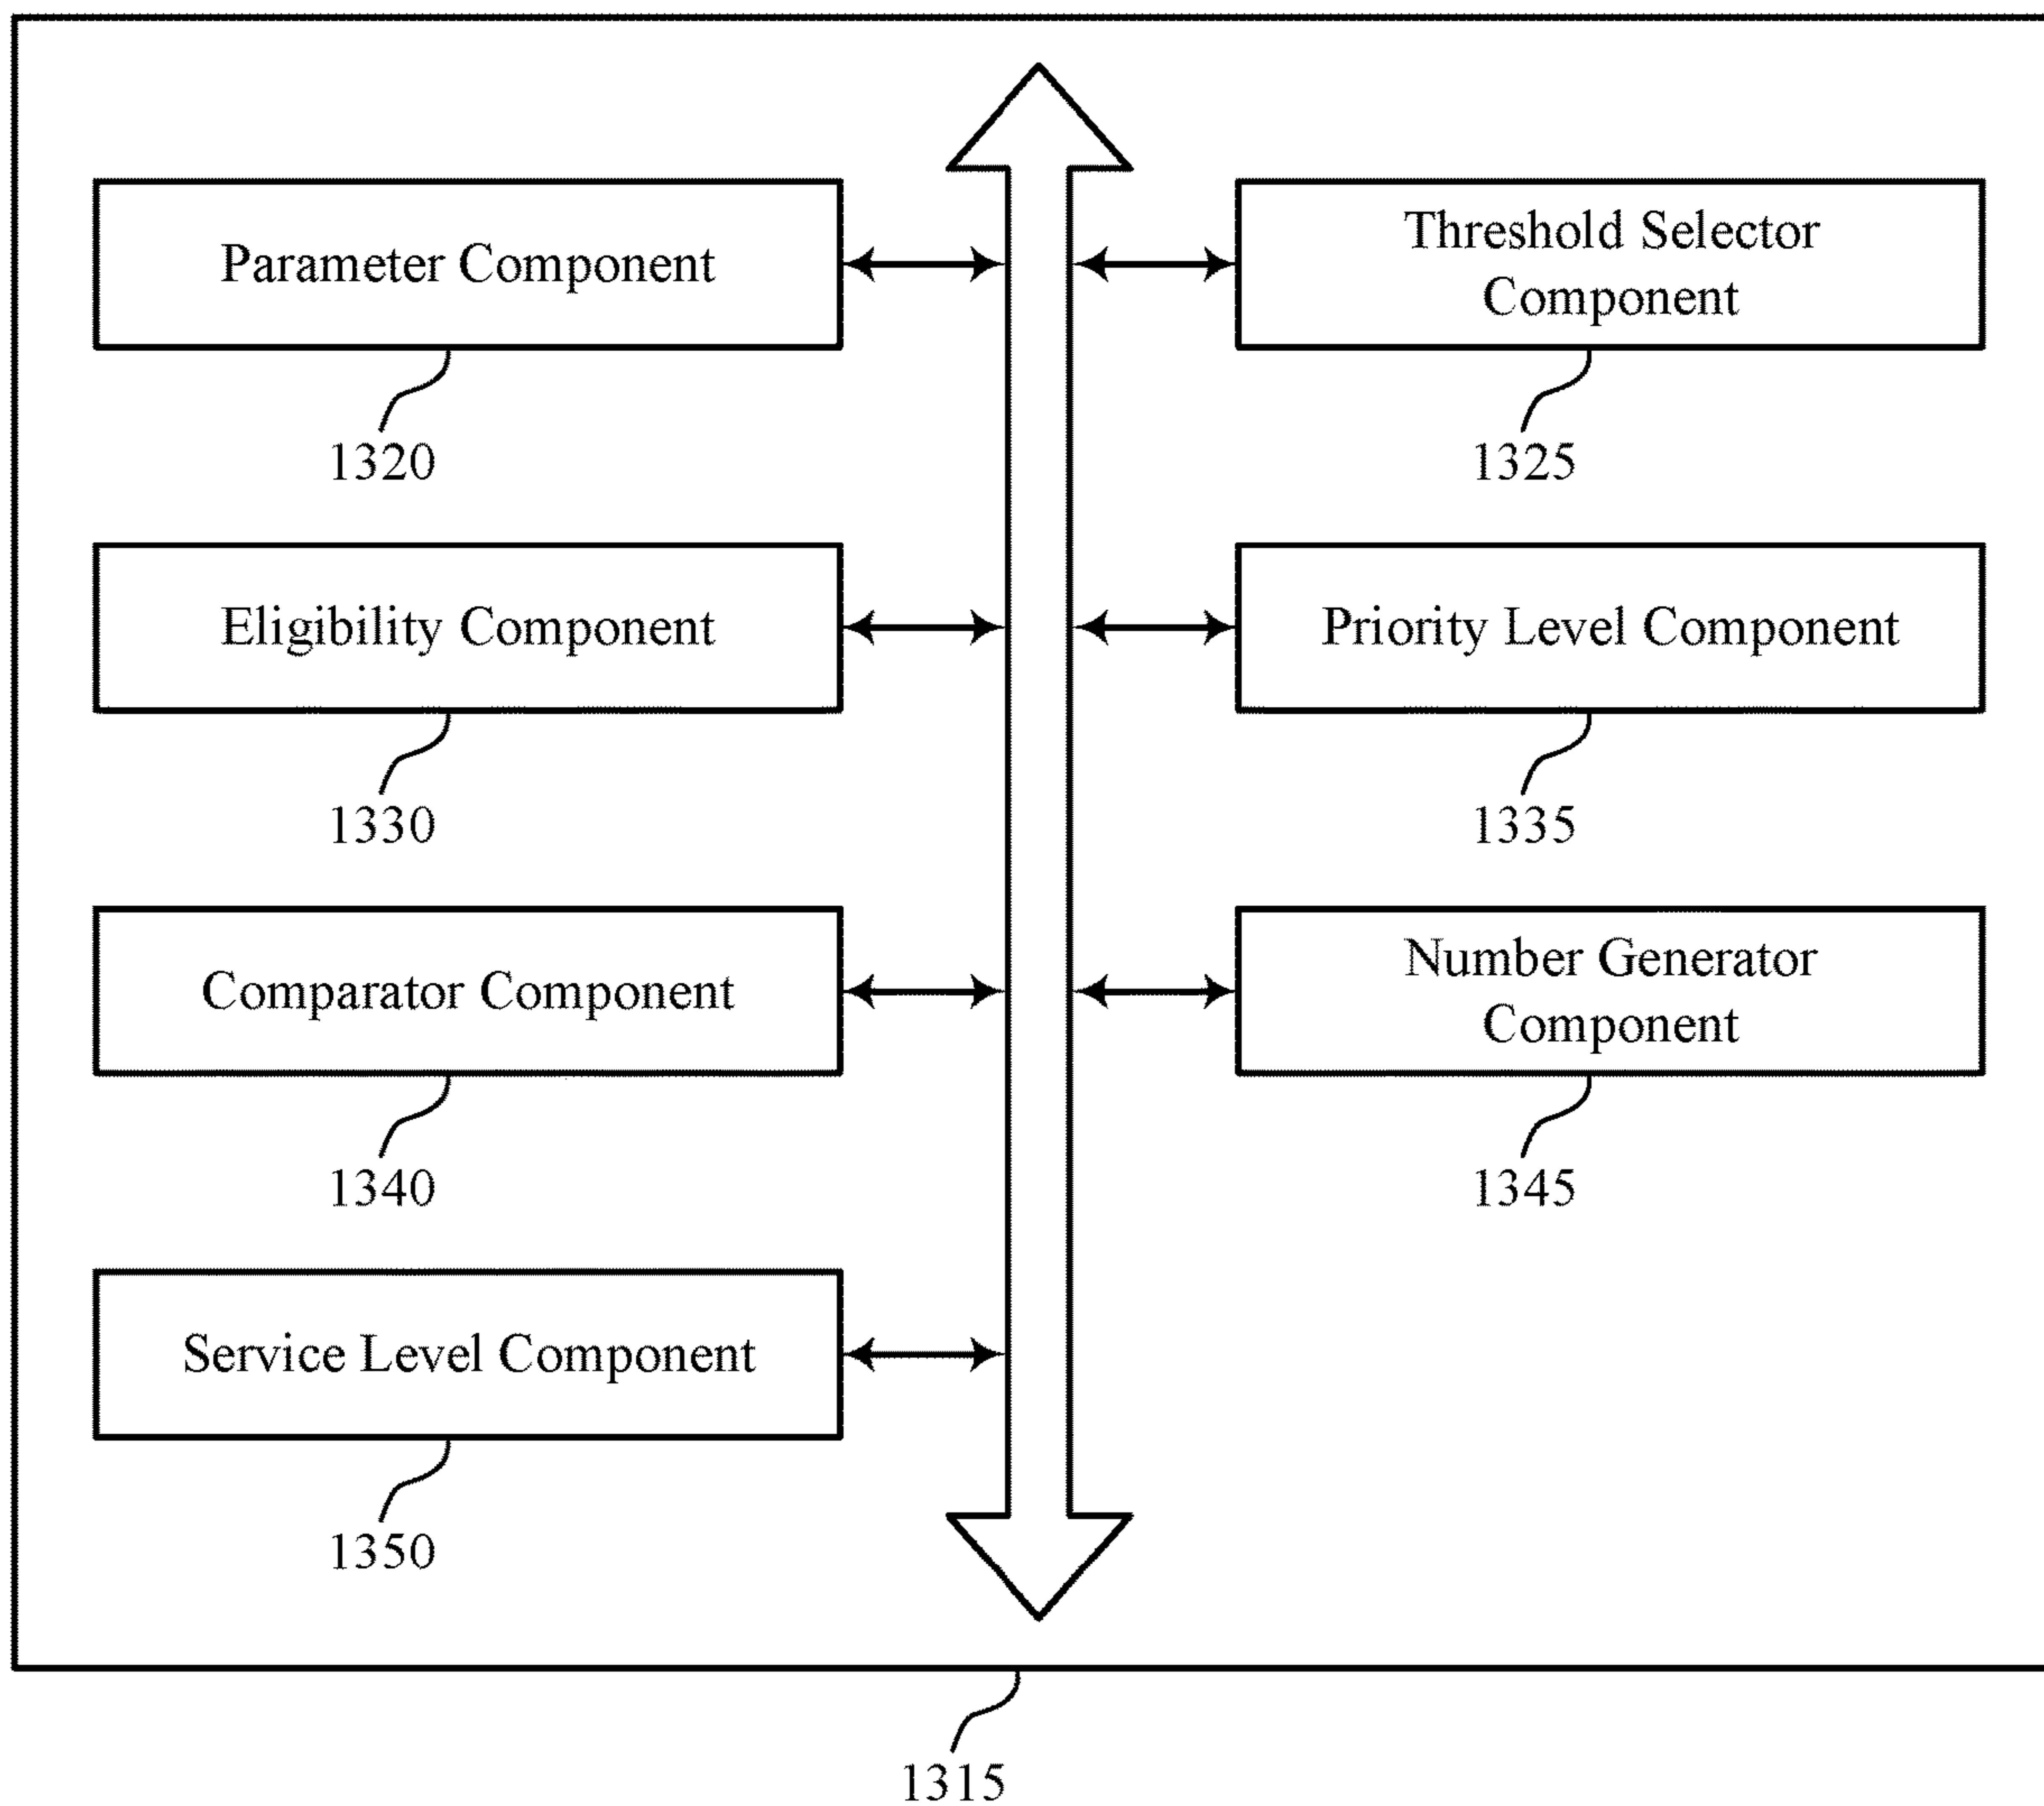 Parameter Component
1320
Threshold Selector
Component
1325
Eligibility Component
1330
Priority Level Component
1335
Comparator Component
1340
Number Generator
Component
1345
Service Level Component
1350
1315